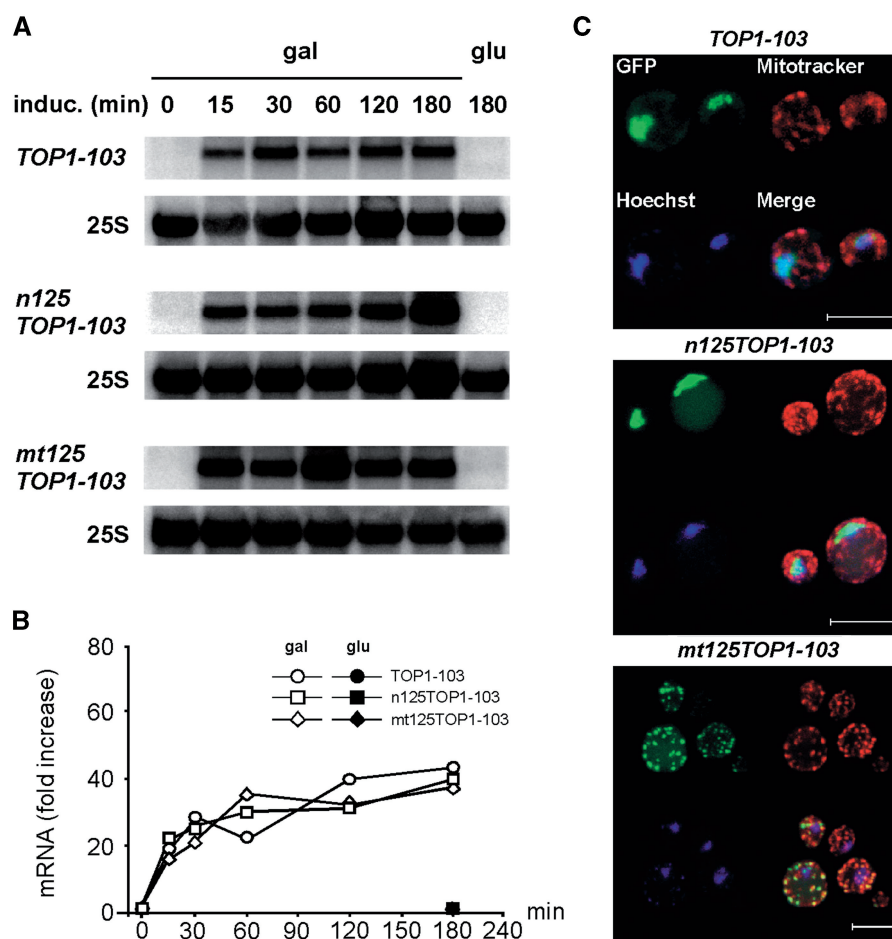 A
gal glu
induc. (min) 0 15 30 60 120 180 180
TOP1-103
25S
n125
TOP1-103
25S
mt125
TOP1-103
25S
B
mRNA (fold increase)
80
60
40
20
0
gal glu
TOP1-103
n125TOP1-103
mt125TOP1-103
0 30 60 90 120 150 180 240 min
C
TOP1-103
GFP Mitotracker
Hoechst Merge
n125TOP1-103
mt125TOP1-103